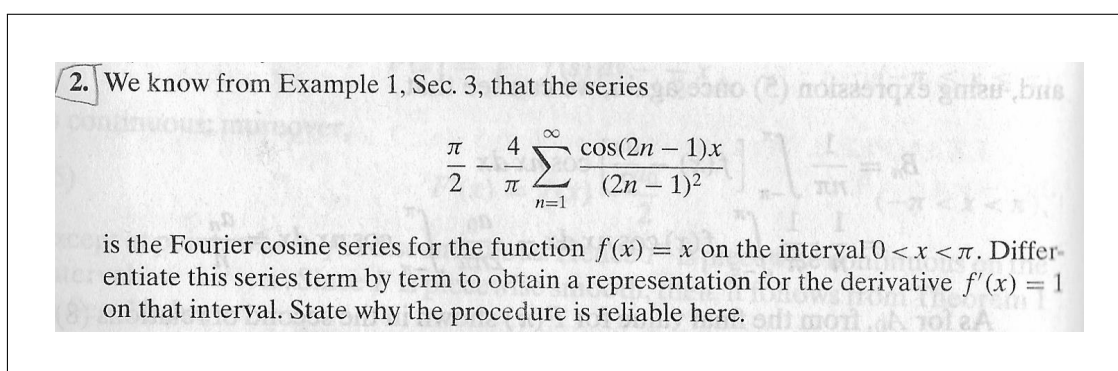 2. We know from Example 1, Sec. 3, that the series
π/2 − 4/π ∑_{n=1}^{∞} cos(2n − 1)x/(2n − 1)²
is the Fourier cosine series for the function f(x) = x on the interval 0 < x < π. Differ-
entiate this series term by term to obtain a representation for the derivative f′(x) = 1
on that interval. State why the procedure is reliable here.